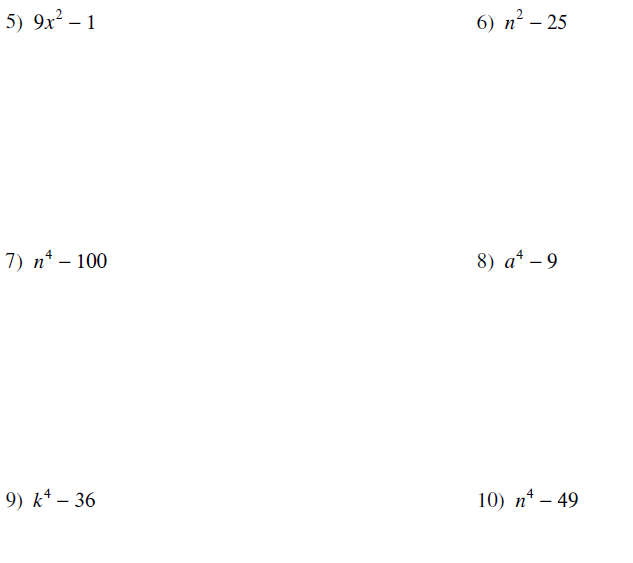 5) 9x² – 1
6) n² – 25
7) n⁴ – 100
8) a⁴ – 9
9) k⁴ – 36
10) n⁴ – 49